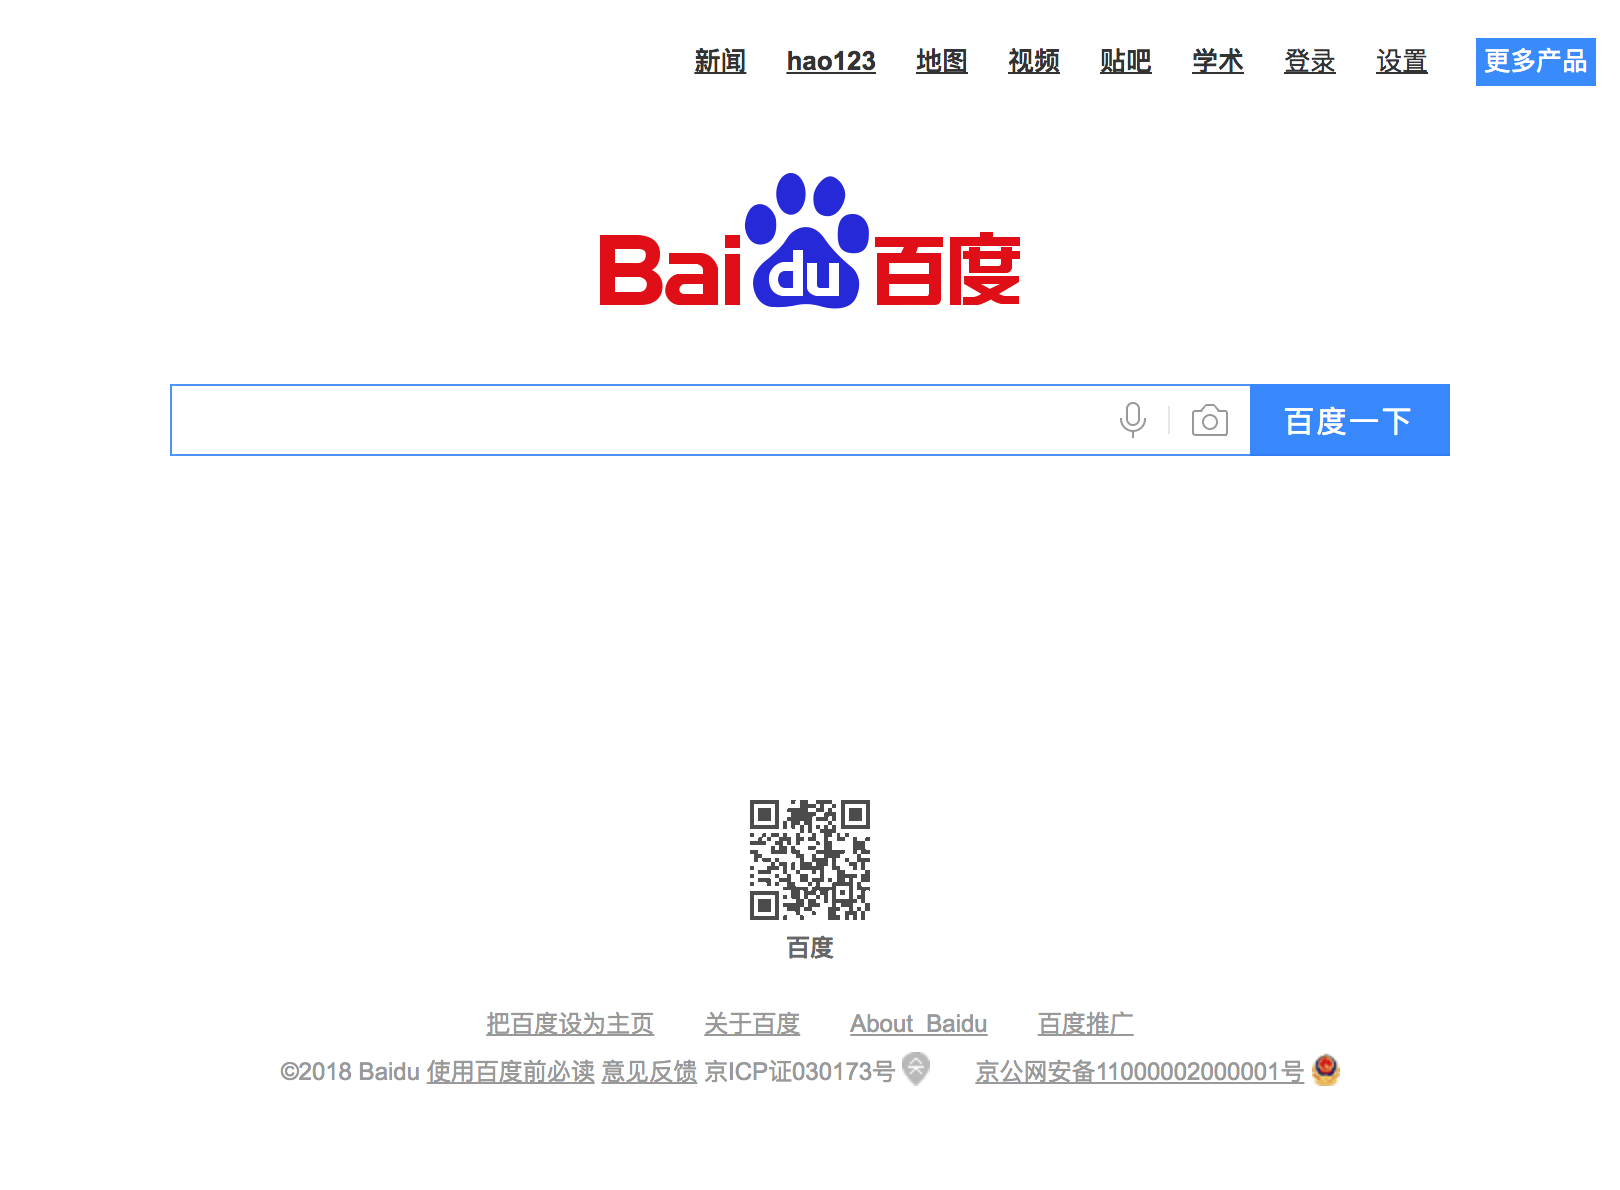 新闻 hao123 地图 视频 贴吧 学术 登录 设置 更多产品
Bai du 百度
百度一下
百度
把百度设为主页 关于百度 About Baidu 百度推广
©2018 Baidu 使用百度前必读 意见反馈 京ICP证030173号 京公网安备11000002000001号